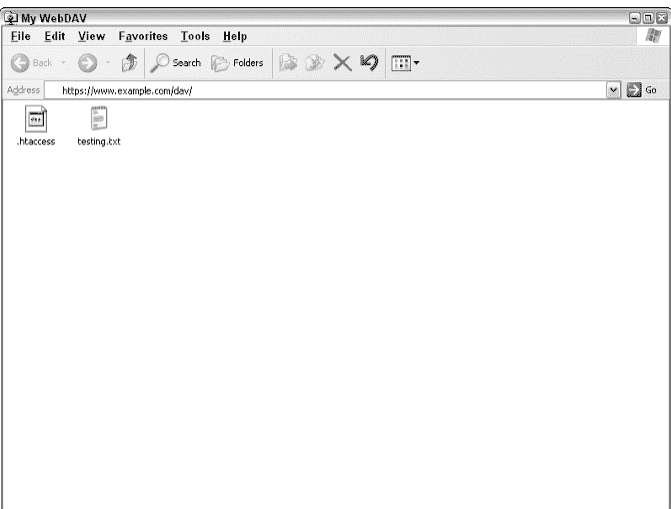 My WebDAV
File Edit View Favorites Tools Help
Back Search Folders
Address https://www.example.com/dav/ Go
.htaccess testing.txt